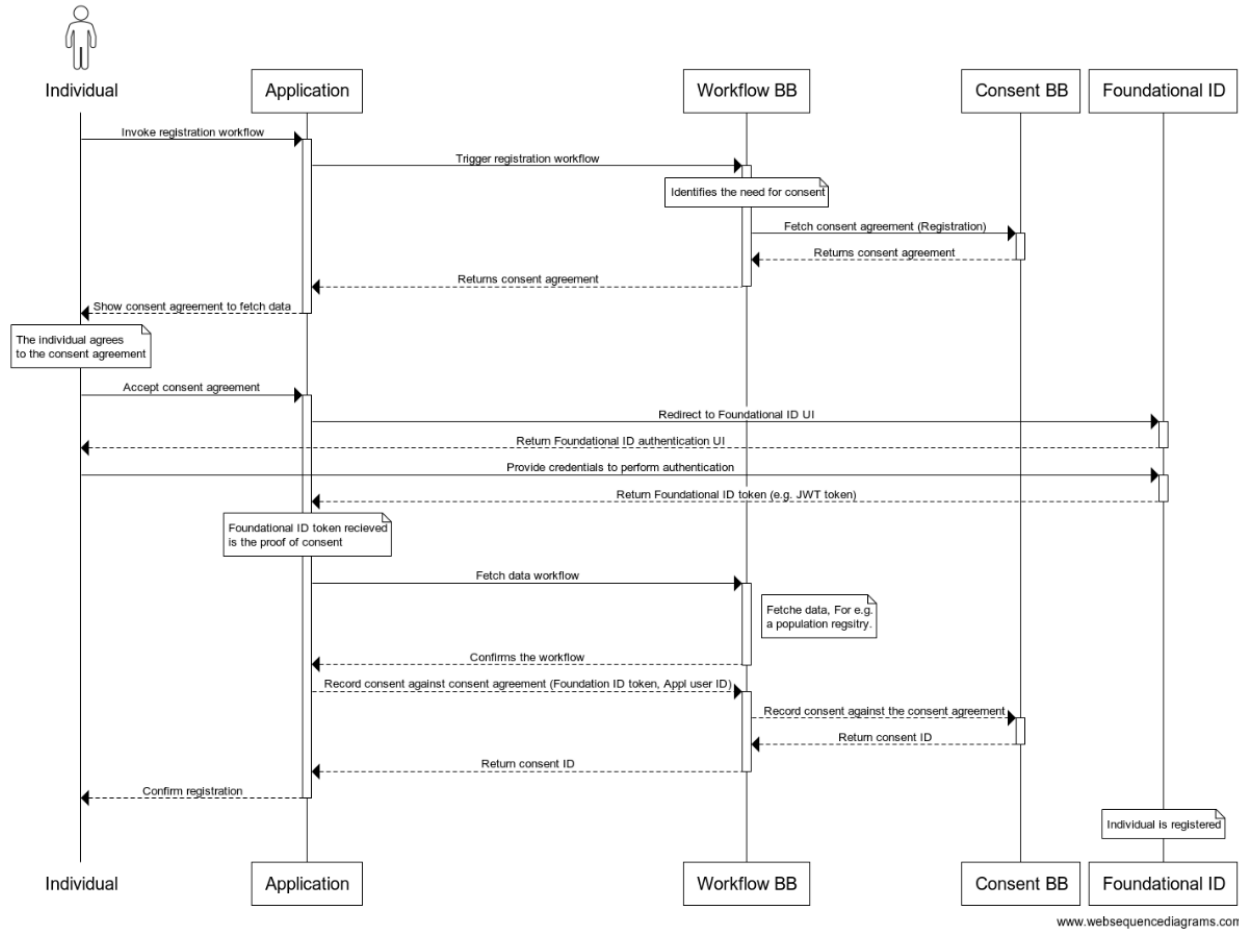 Individual
Application
Workflow BB
Consent BB
Foundational ID
Invoke registration workflow
Trigger registration workflow
Identifies the need for consent
Fetch consent agreement (Registration)
Returns consent agreement
Returns consent agreement
Show consent agreement to fetch data
The individual agrees
to the consent agreement
Accept consent agreement
Redirect to Foundational ID UI
Return Foundational ID authentication UI
Provide credentials to perform authentication
Return Foundational ID token (e.g. JWT token)
Foundational ID token recieved
is the proof of consent
Fetch data workflow
Fetche data, For e.g.
a population regsitry.
Confirms the workflow
Record consent against consent agreement (Foundation ID token, Appl user ID)
Record consent against the consent agreement
Return consent ID
Return consent ID
Confirm registration
Individual is registered
Individual
Application
Workflow BB
Consent BB
Foundational ID
www.websequencediagrams.com